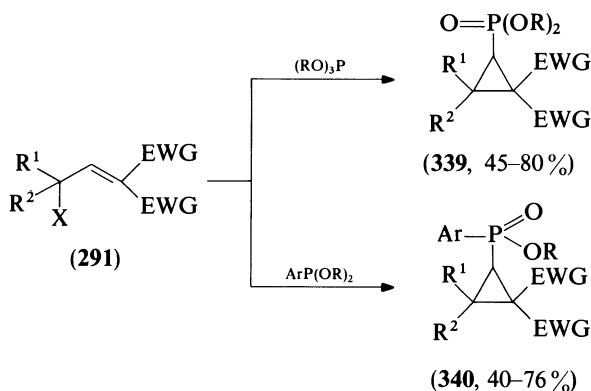 O=P(OR)2
R1
EWG
R2
EWG
(RO)3P
(339, 45–80%)
R1
EWG
R2
EWG
X
(291)
O
Ar–P
OR
ArP(OR)2
R1
EWG
R2
EWG
(340, 40–76%)